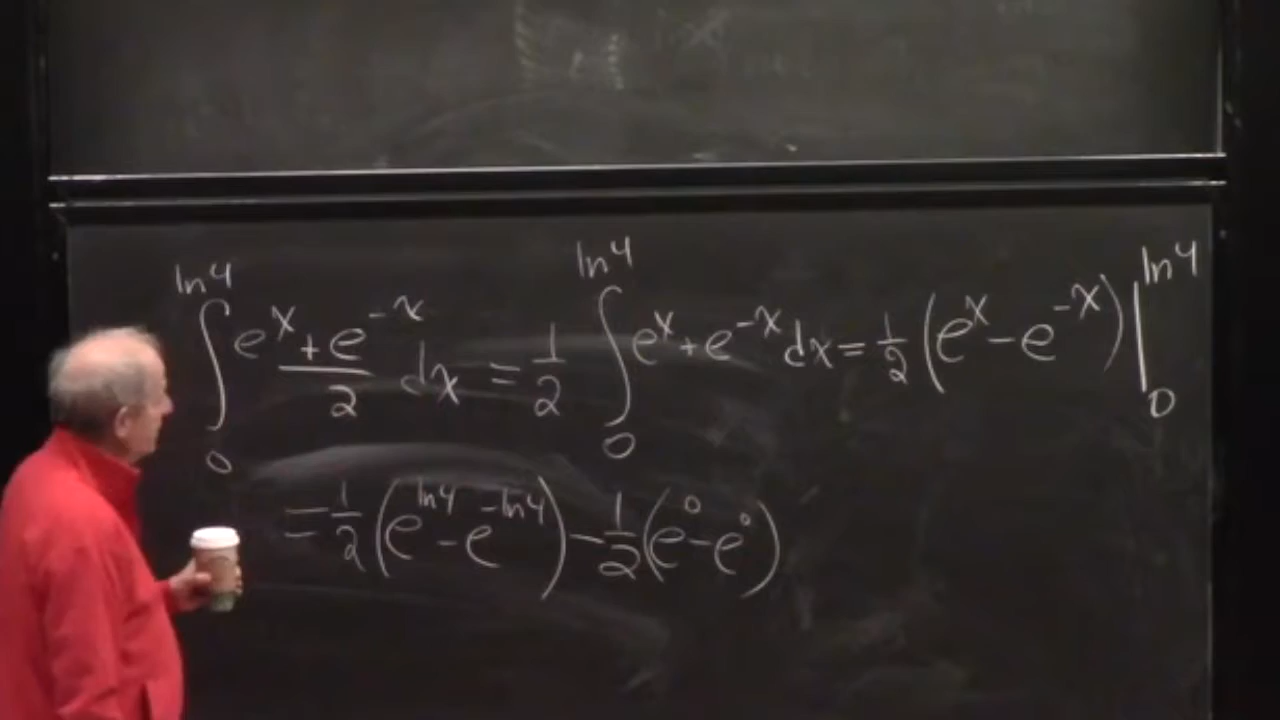 ∫₀^{ln4} (e^x + e^{-x})/2 dx = 1/2 ∫₀^{ln4} e^x + e^{-x} dx = 1/2 (e^x - e^{-x}) |₀^{ln4}
= 1/2 (e^{ln4} - e^{-ln4}) - 1/2 (e^0 - e^0)